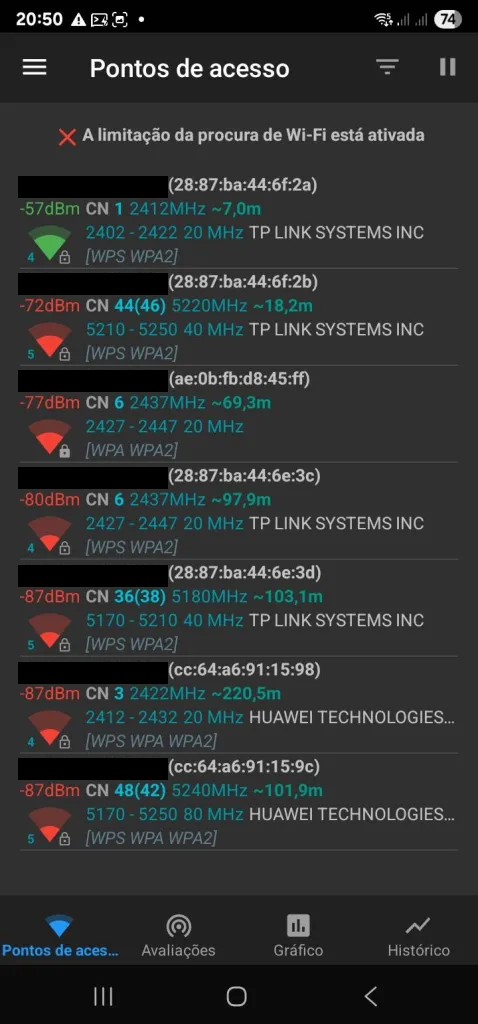 20:50 74
Pontos de acesso
A limitação da procura de Wi-Fi está ativada
(28:87:ba:44:6f:2a)
-57dBm CN 1 2412MHz ~7,0m
2402 - 2422 20 MHz TP LINK SYSTEMS INC
4 [WPS WPA2]
(28:87:ba:44:6f:2b)
-72dBm CN 44(46) 5220MHz ~18,2m
5210 - 5250 40 MHz TP LINK SYSTEMS INC
5 [WPS WPA2]
(ae:0b:fb:d8:45:ff)
-77dBm CN 6 2437MHz ~69,3m
2427 - 2447 20 MHz
[WPA WPA2]
(28:87:ba:44:6e:3c)
-80dBm CN 6 2437MHz ~97,9m
2427 - 2447 20 MHz TP LINK SYSTEMS INC
4 [WPS WPA2]
(28:87:ba:44:6e:3d)
-87dBm CN 36(38) 5180MHz ~103,1m
5170 - 5210 40 MHz TP LINK SYSTEMS INC
5 [WPS WPA2]
(cc:64:a6:91:15:98)
-87dBm CN 3 2422MHz ~220,5m
2412 - 2432 20 MHz HUAWEI TECHNOLOGIES...
4 [WPS WPA WPA2]
(cc:64:a6:91:15:9c)
-87dBm CN 48(42) 5240MHz ~101,9m
5170 - 5250 80 MHz HUAWEI TECHNOLOGIES...
5 [WPS WPA WPA2]
Pontos de aces... Avaliações Gráfico Histórico